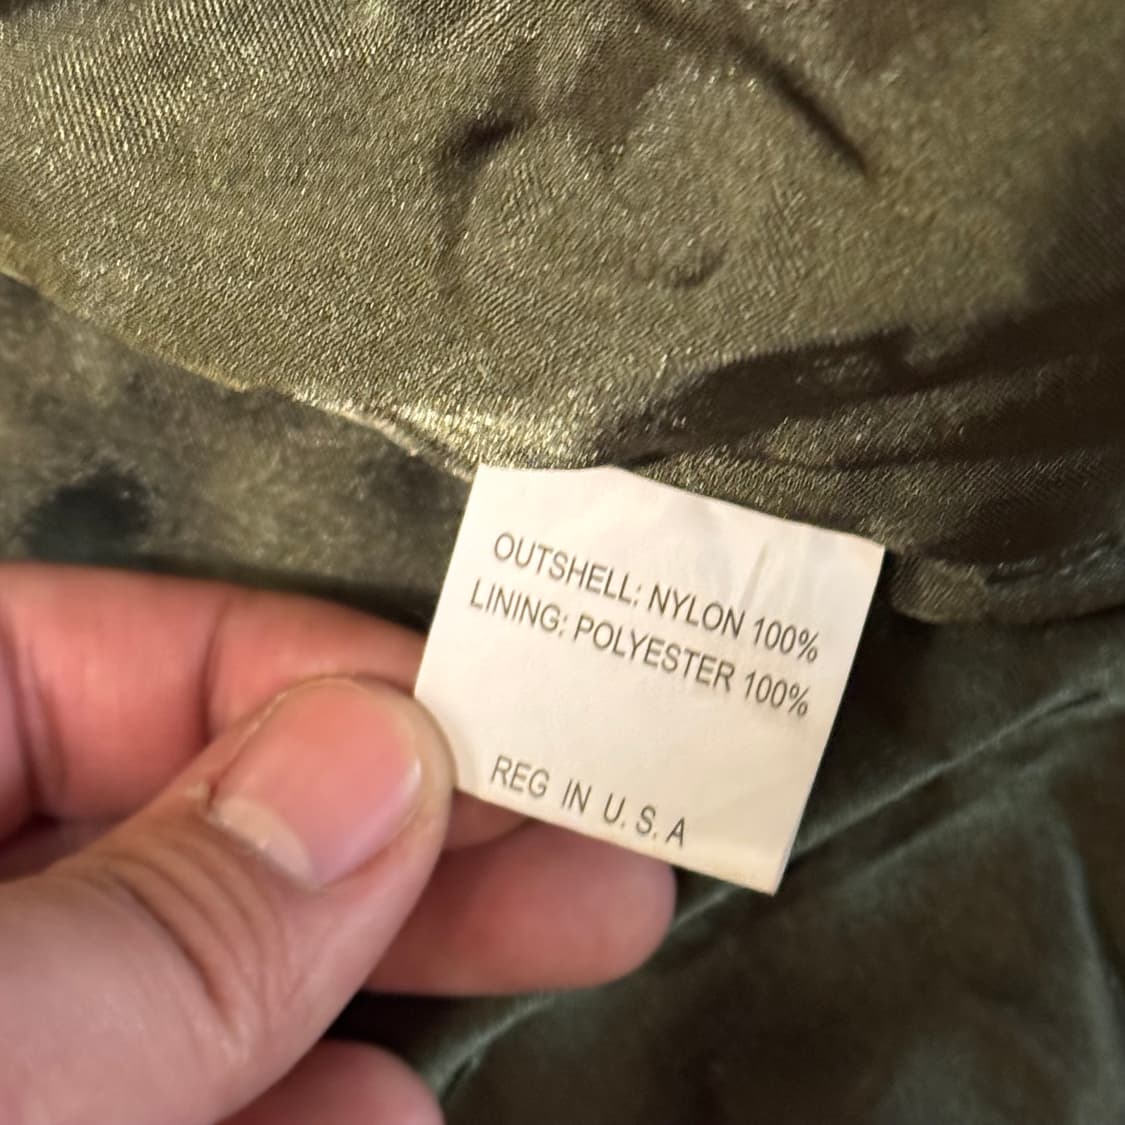 OUTSHELL: NYLON 100%
LINING: POLYESTER 100%
REG IN U.S.A